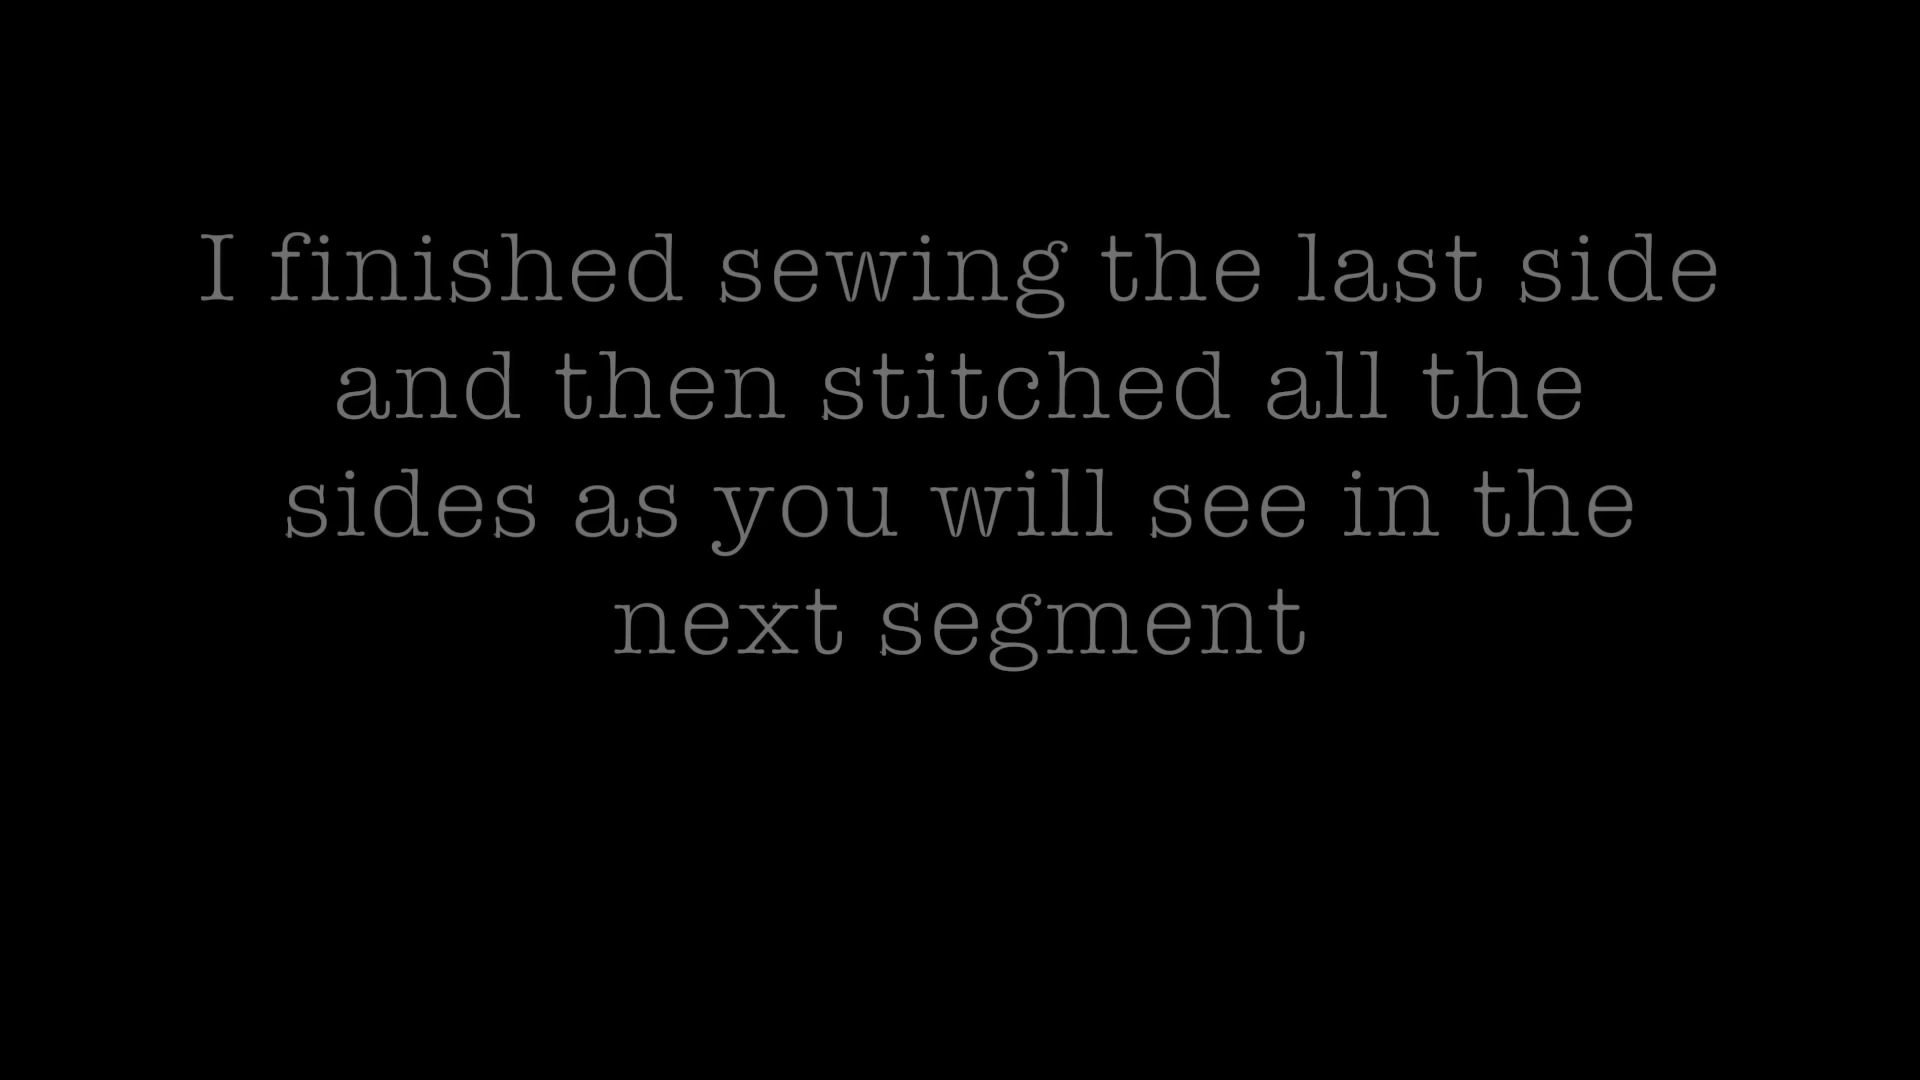 I finished sewing the last side
and then stitched all the
sides as you will see in the
next segment